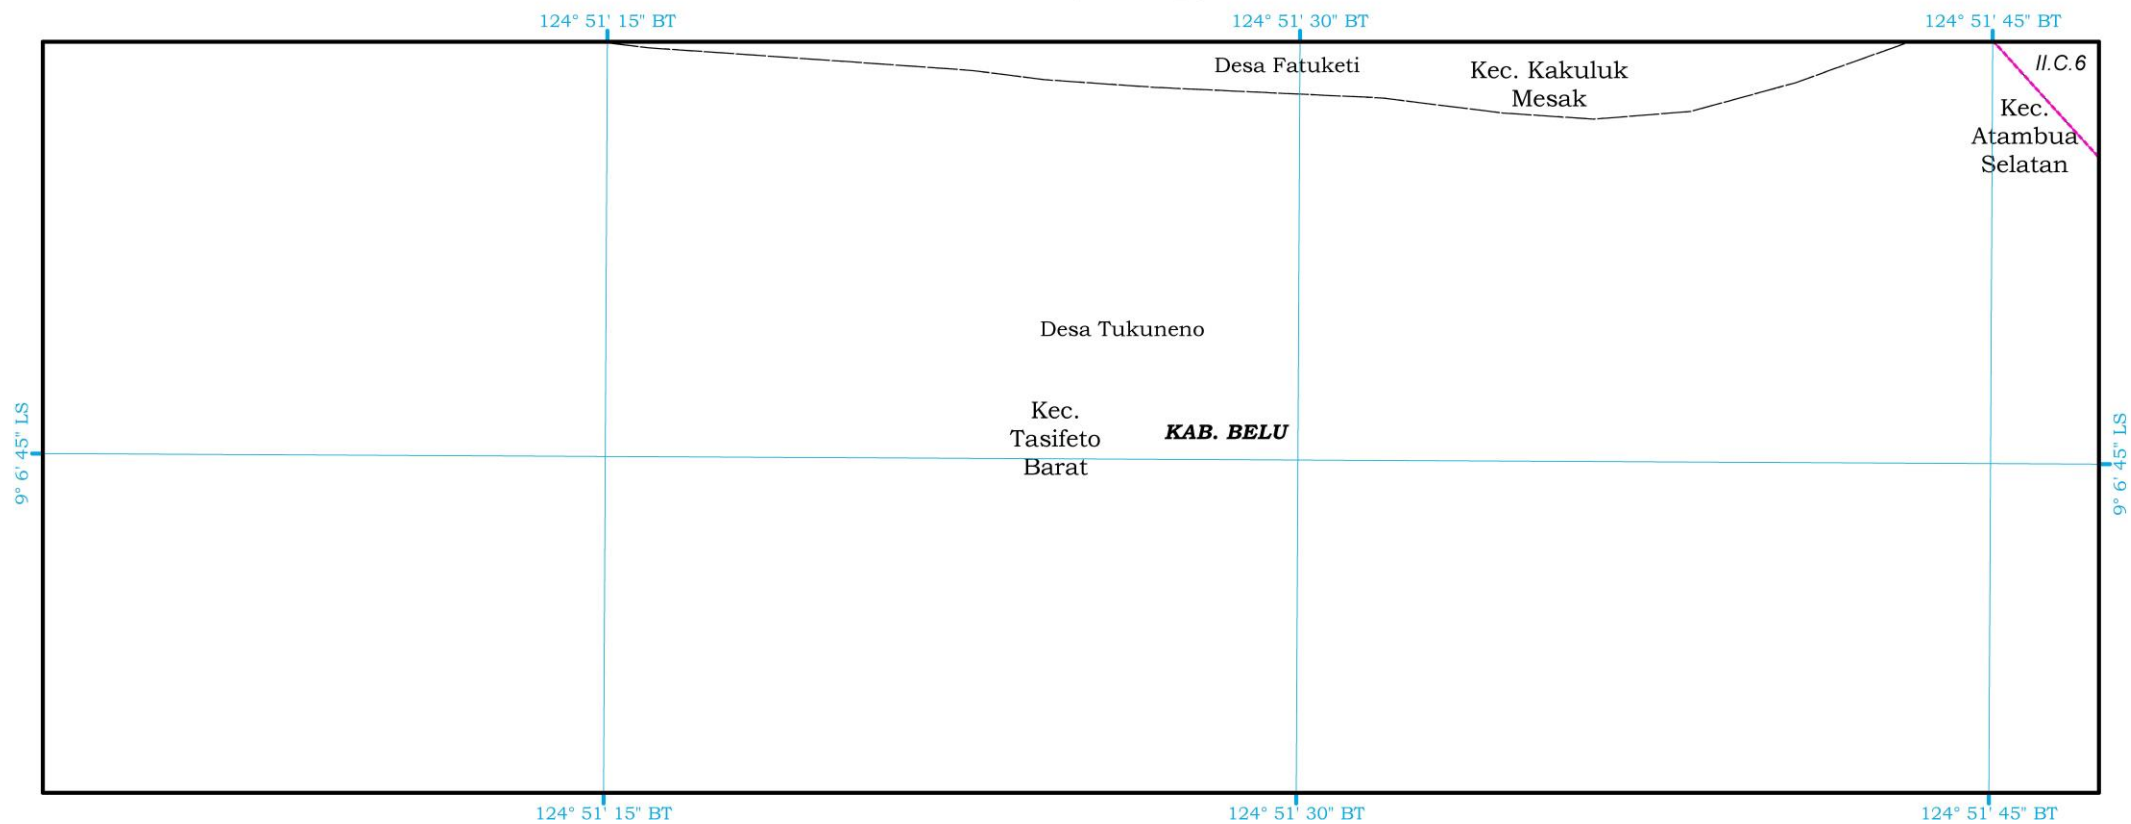 124° 51' 15" BT
124° 51' 30" BT
124° 51' 45" BT
Desa Fatuketi
Kec. Kakuluk
Mesak
II.C.6
Kec.
Atambua
Selatan
Desa Tukuneno
Kec.
Tasifeto
Barat
KAB. BELU
9° 6' 45" LS
9° 6' 45" LS
124° 51' 15" BT
124° 51' 30" BT
124° 51' 45" BT